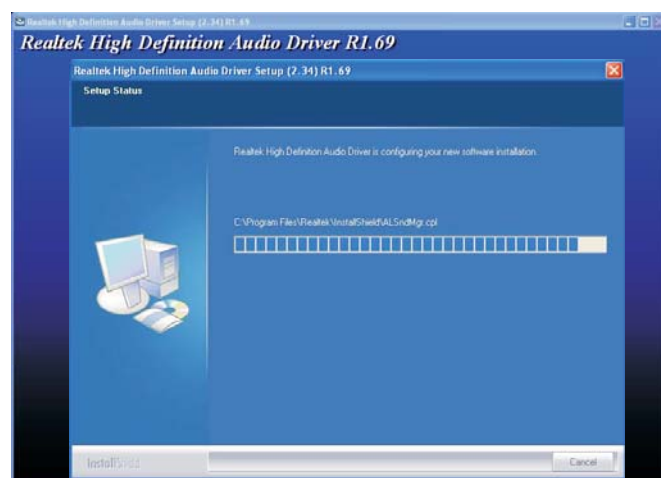 Realtek High Definition Audio Driver Setup (2.34) R1.69
Realtek High Definition Audio Driver R1.69
Realtek High Definition Audio Driver Setup (2.34) R1.69
Setup Status
Realtek High Definition Audio Driver is configuring your new software installation.
C:\Program Files\Realtek\InstallShield\ALSndMgr.cpl
InstallShield
Cancel